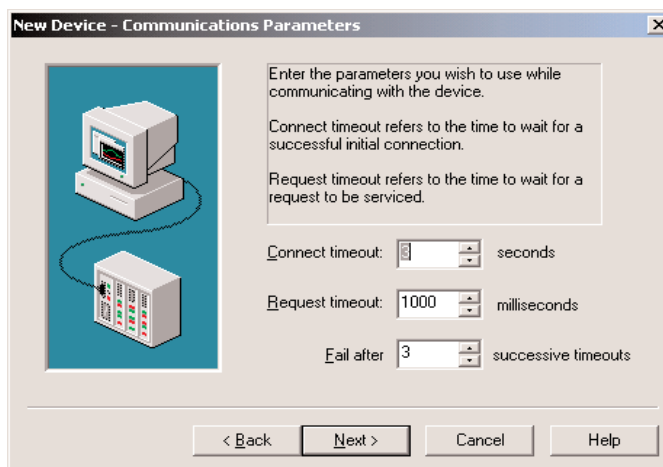 New Device - Communications Parameters
Enter the parameters you wish to use while
communicating with the device.
Connect timeout refers to the time to wait for a
successful initial connection.
Request timeout refers to the time to wait for a
request to be serviced.
Connect timeout: seconds
Request timeout: 1000 milliseconds
Fail after 3 successive timeouts
< Back Next > Cancel Help